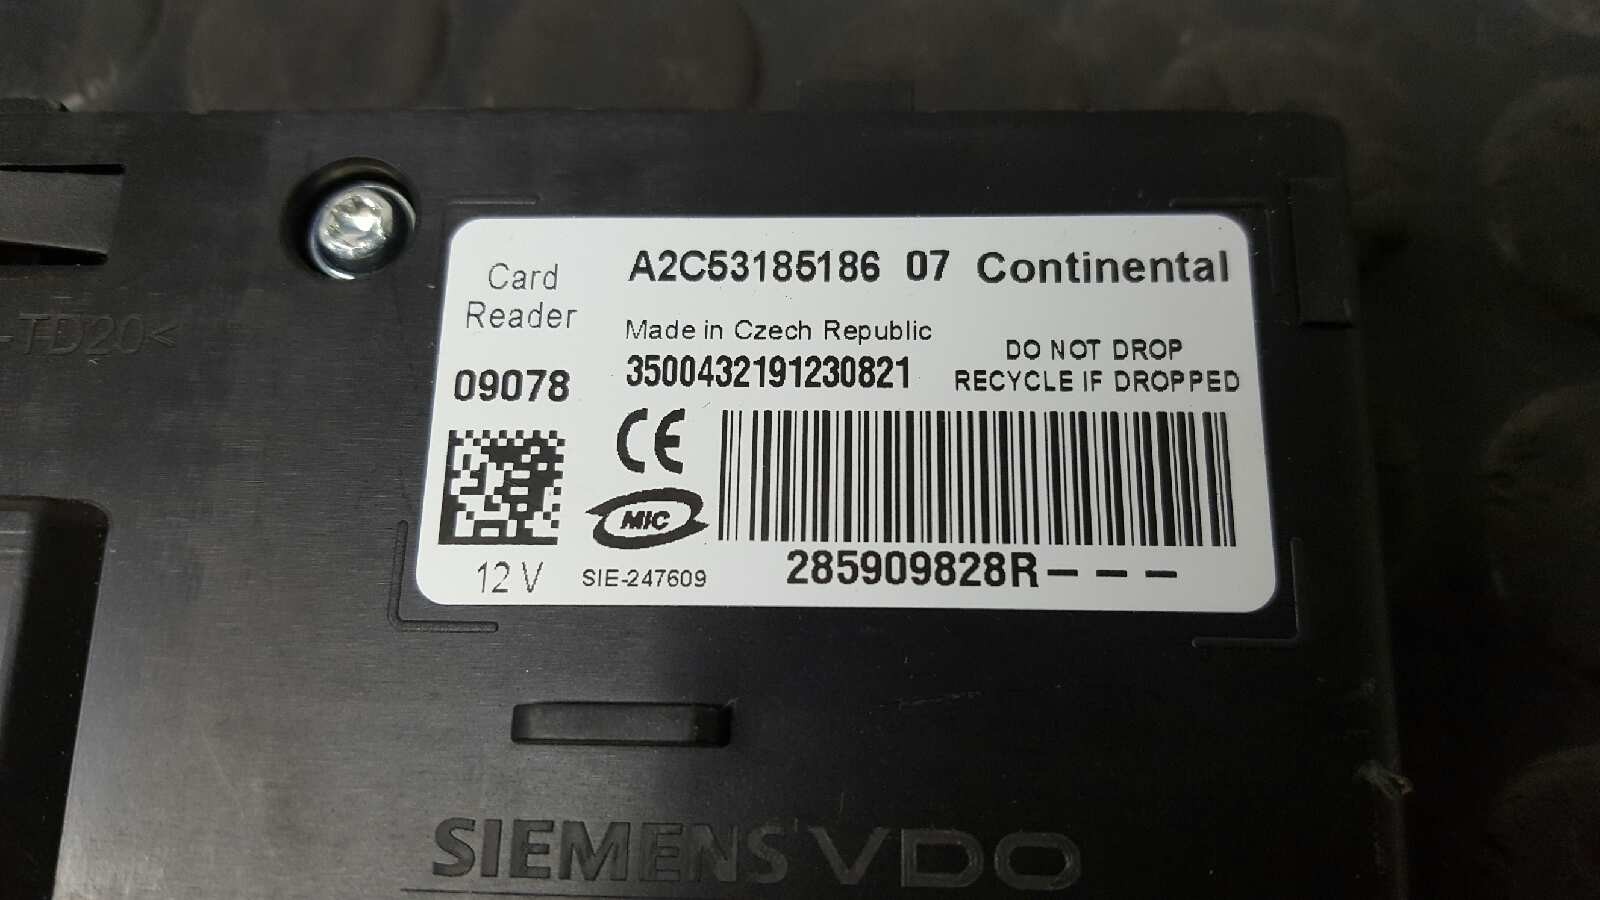 Card
Reader
09078
12 V
A2C53185186 07 Continental
Made in Czech Republic
3500432191230821
DO NOT DROP
RECYCLE IF DROPPED
CE
MIC
SIE-247609
285909828R---
-TD20<
SIEMENS VDO